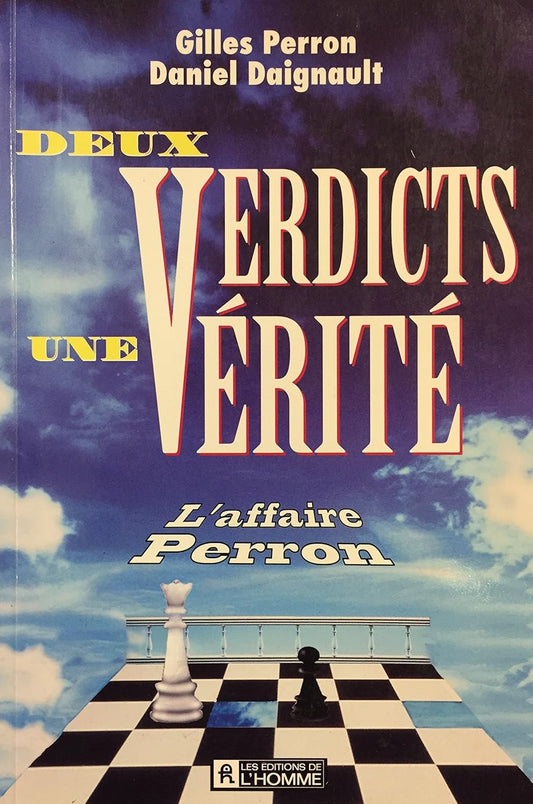 Gilles Perron
Daniel Daignault
DEUX
VERDICTS
UNE
VÉRITÉ
L'affaire
Perron
LES EDITIONS DE
L'HOMME